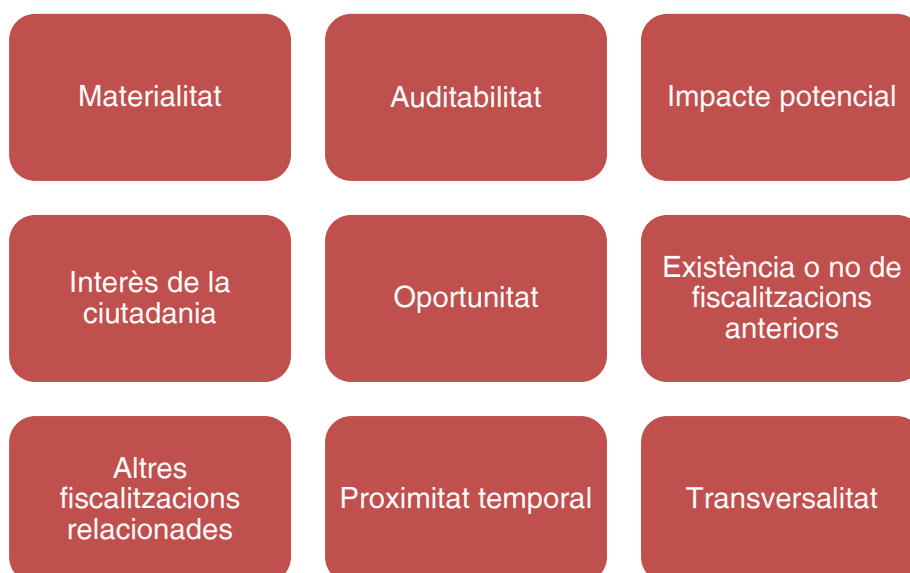 Materialitat
Auditabilitat
Impacte potencial
Interès de la
ciutadania
Oportunitat
Existència o no de
fiscalitzacions
anteriors
Altres
fiscalitzacions
relacionades
Proximitat temporal
Transversalitat